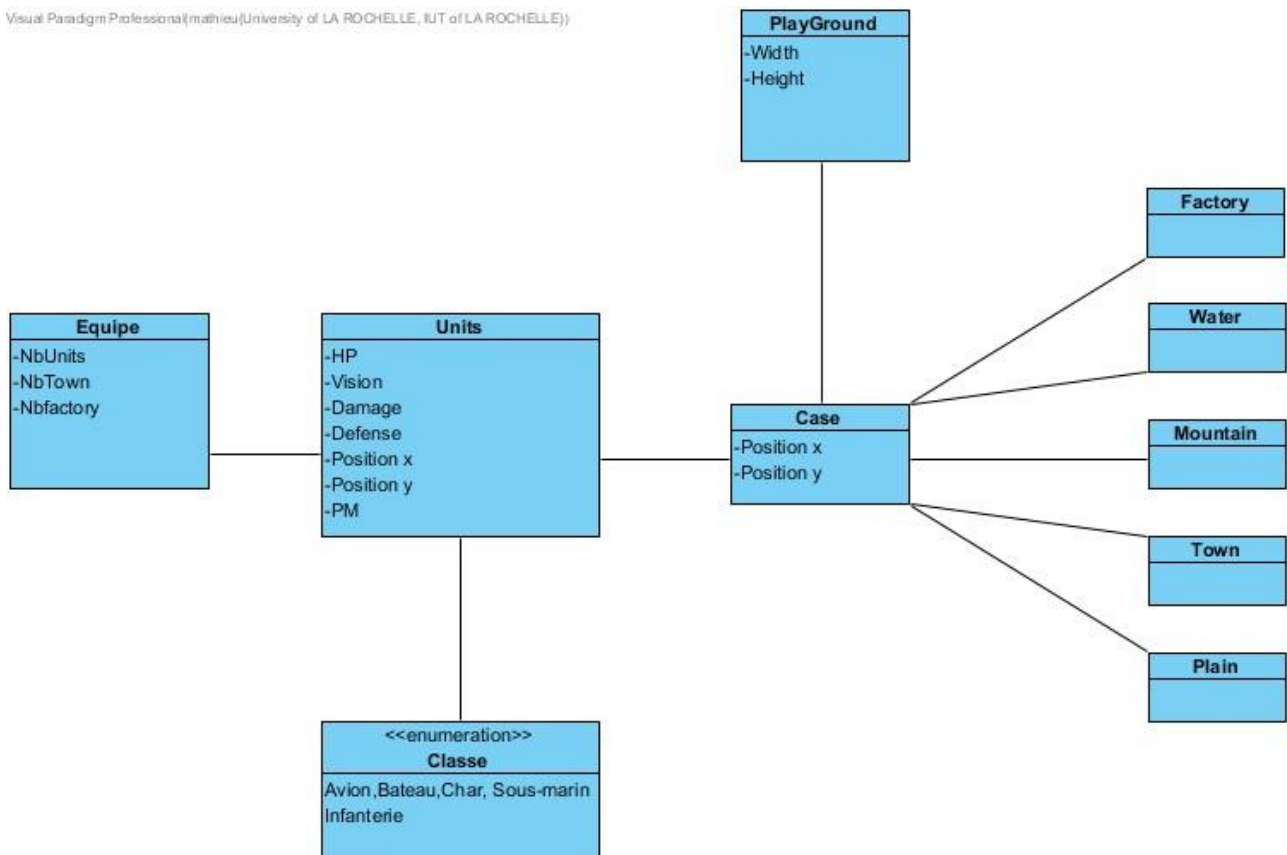 Visual Paradigm Professional(mathieu(University of LA ROCHELLE, IUT of LA ROCHELLE))
PlayGround
-Width
-Height
Factory
Water
Mountain
Town
Plain
Equipe
-NbUnits
-NbTown
-Nbfactory
Units
-HP
-Vision
-Damage
-Defense
-Position x
-Position y
-PM
Case
-Position x
-Position y
<<enumeration>>
Classe
Avion,Bateau,Char, Sous-marin
Infanterie